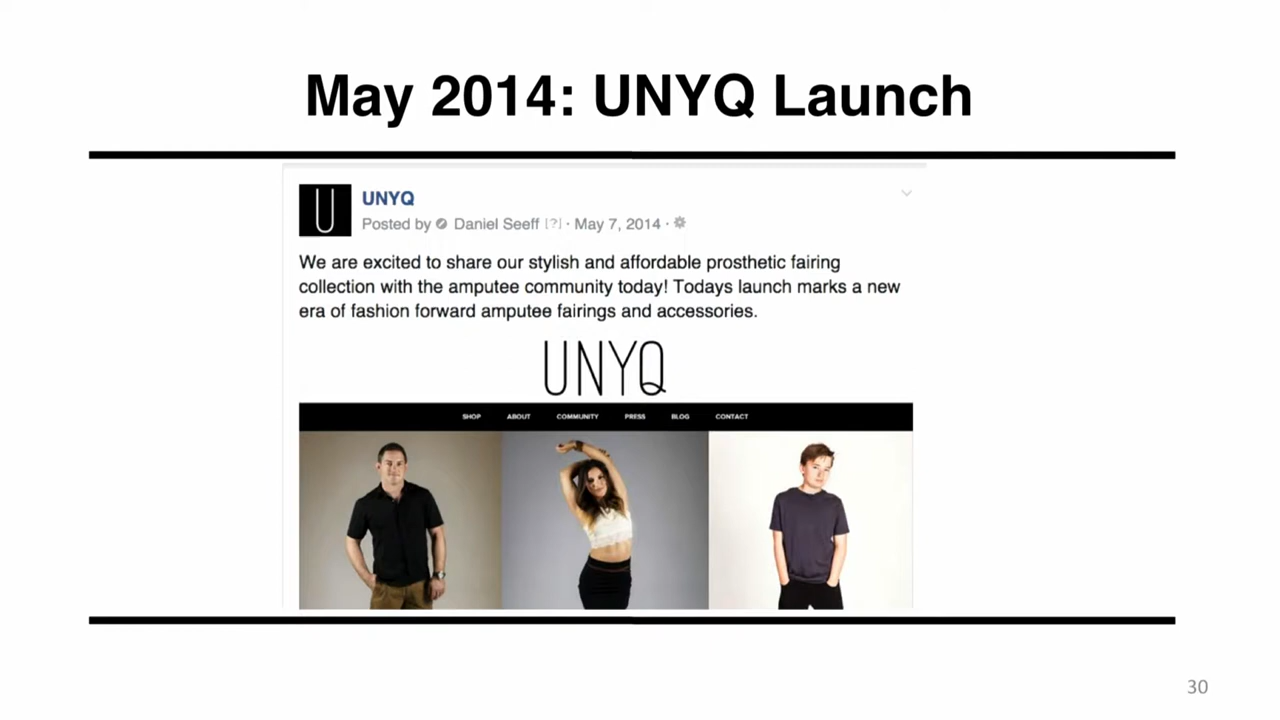 May 2014: UNYQ Launch
U
UNYQ
Posted by Daniel Seeff [?] · May 7, 2014 ·
We are excited to share our stylish and affordable prosthetic fairing
collection with the amputee community today! Todays launch marks a new
era of fashion forward amputee fairings and accessories.
UNYQ
SHOP ABOUT COMMUNITY PRESS BLOG CONTACT
30